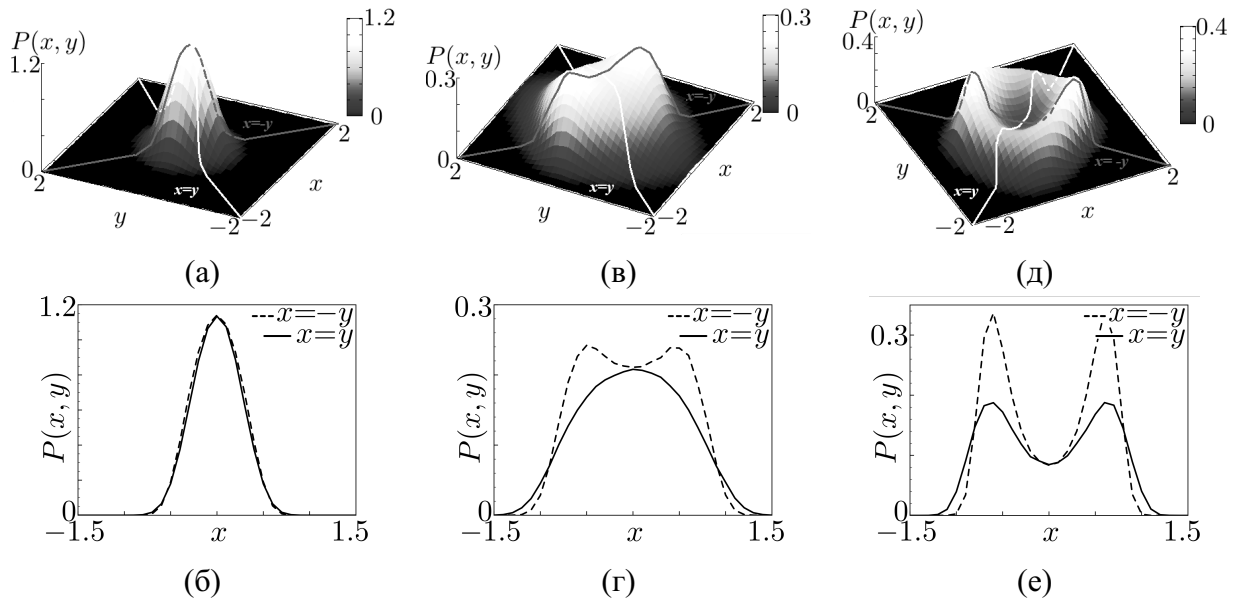 P(x, y)
1.2
0
2
y
-2
-2
x
2
x=-y
x=y
1.2
0
P(x, y)
0.3
0
2
y
-2
-2
x
2
x=-y
x=y
0.3
0
P(x, y)
0.4
0
2
y
-2
-2
x
2
x=-y
x=y
0.4
0
(а)
(в)
(д)
1.2
0
P(x, y)
-1.5
x
1.5
x=-y
x=y
0.3
0
P(x, y)
-1.5
x
1.5
x=-y
x=y
0.3
0
P(x, y)
-1.5
x
1.5
x=-y
x=y
(б)
(г)
(е)